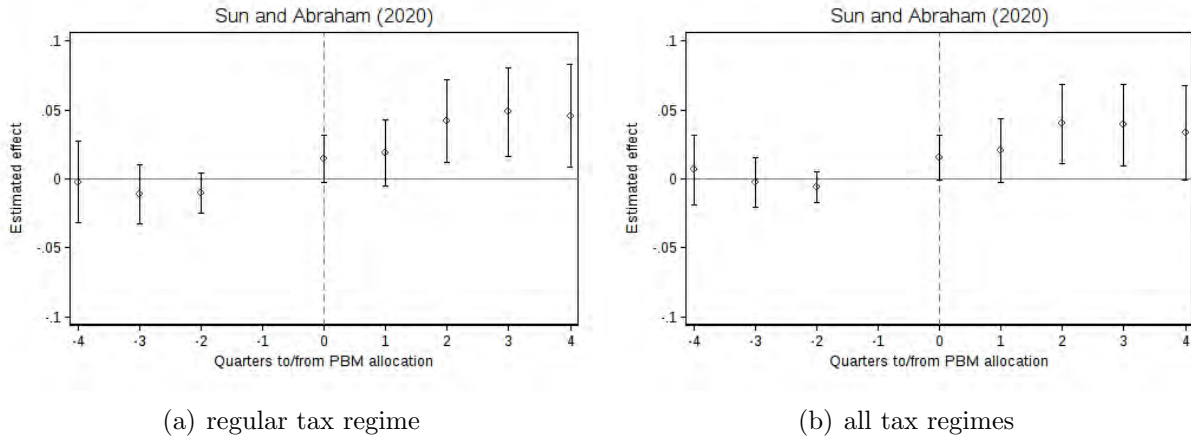 Sun and Abraham (2020)
.1
.05
0
-.05
-.1
Estimated effect
-4 -3 -2 -1 0 1 2 3 4
Quarters to/from PBM allocation
(a) regular tax regime
Sun and Abraham (2020)
.1
.05
0
-.05
-.1
Estimated effect
-4 -3 -2 -1 0 1 2 3 4
Quarters to/from PBM allocation
(b) all tax regimes